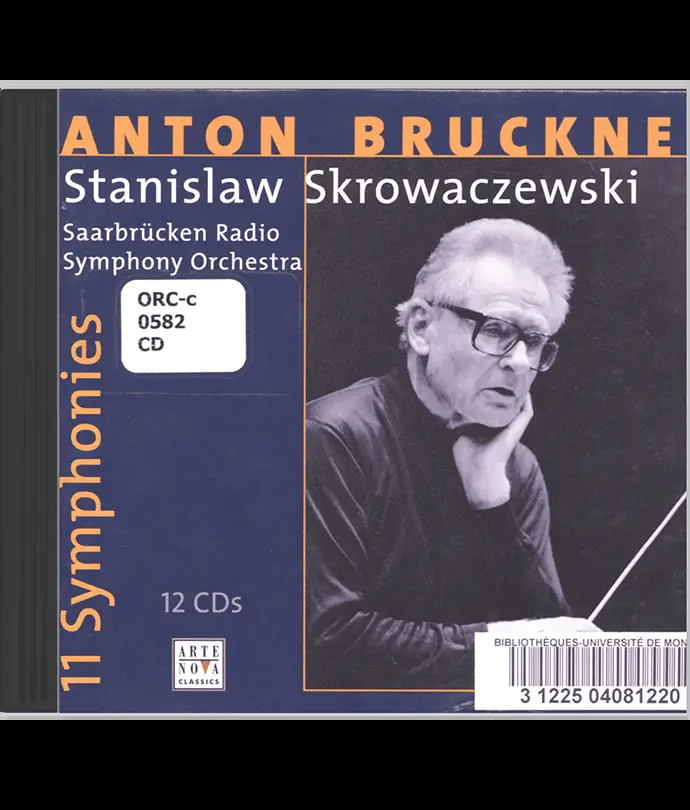 ANTON BRUCKNE
Stanislaw Skrowaczewski
Saarbrücken Radio
Symphony Orchestra
ORC-c
0582
CD
11 Symphonies
12 CDs
ARTE
NOVA
CLASSICS
BIBLIOTHÈQUES-UNIVERSITÉ DE MON
3 1225 04081220